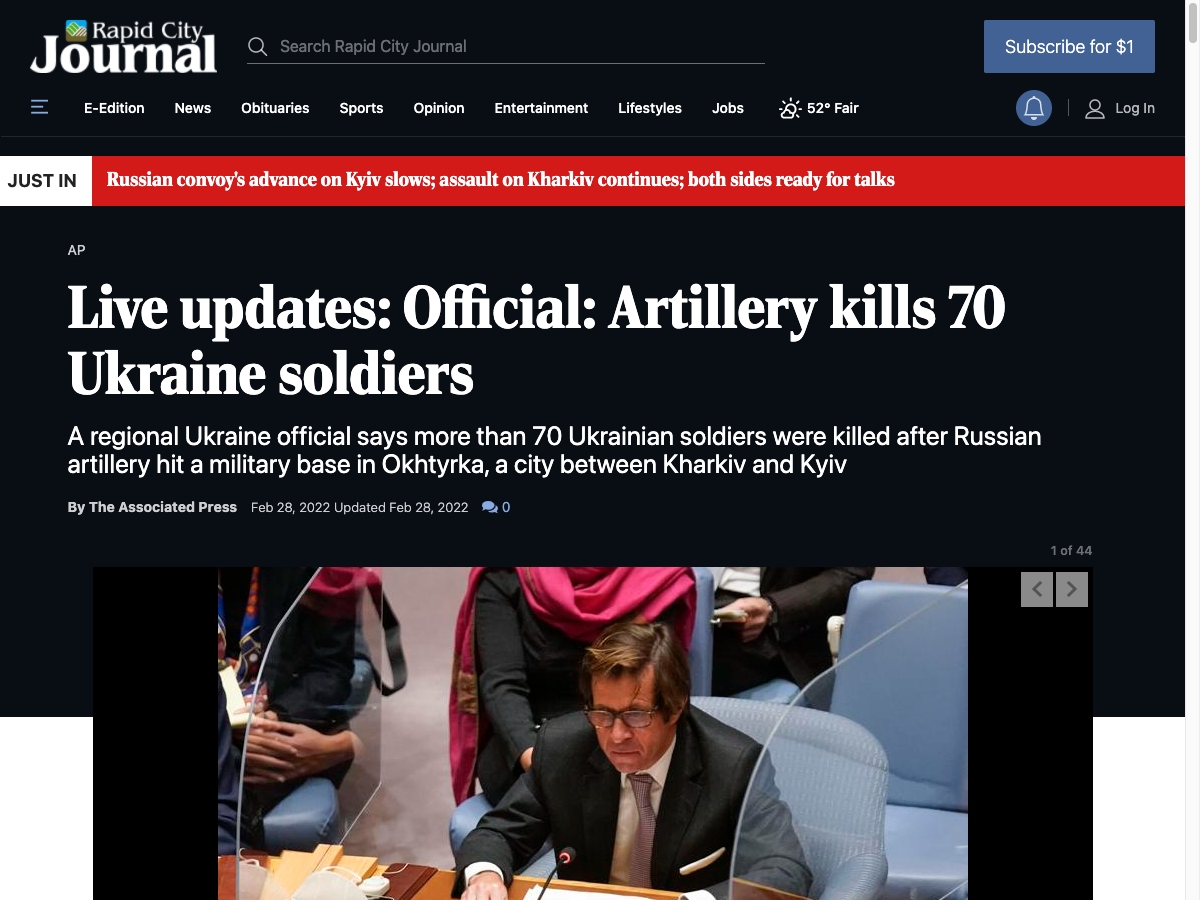 Rapid City
Journal
Search Rapid City Journal
Subscribe for $1
E-Edition
News
Obituaries
Sports
Opinion
Entertainment
Lifestyles
Jobs
52° Fair
Log In
JUST IN
Russian convoy's advance on Kyiv slows; assault on Kharkiv continues; both sides ready for talks
AP
Live updates: Official: Artillery kills 70
Ukraine soldiers
A regional Ukraine official says more than 70 Ukrainian soldiers were killed after Russian
artillery hit a military base in Okhtyrka, a city between Kharkiv and Kyiv
By The Associated Press Feb 28, 2022 Updated Feb 28, 2022 0
1 of 44